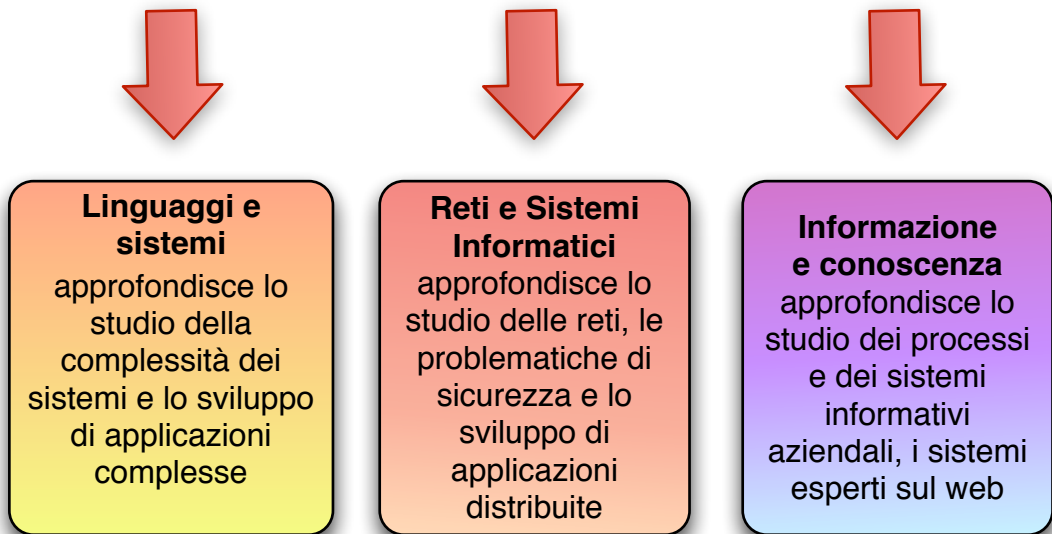 Linguaggi e
sistemi
approfondisce lo
studio della
complessità dei
sistemi e lo sviluppo
di applicazioni
complesse
Reti e Sistemi
Informatici
approfondisce lo
studio delle reti, le
problematiche di
sicurezza e lo
sviluppo di
applicazioni
distribuite
Informazione
e conoscenza
approfondisce lo
studio dei processi
e dei sistemi
informativi
aziendali, i sistemi
esperti sul web